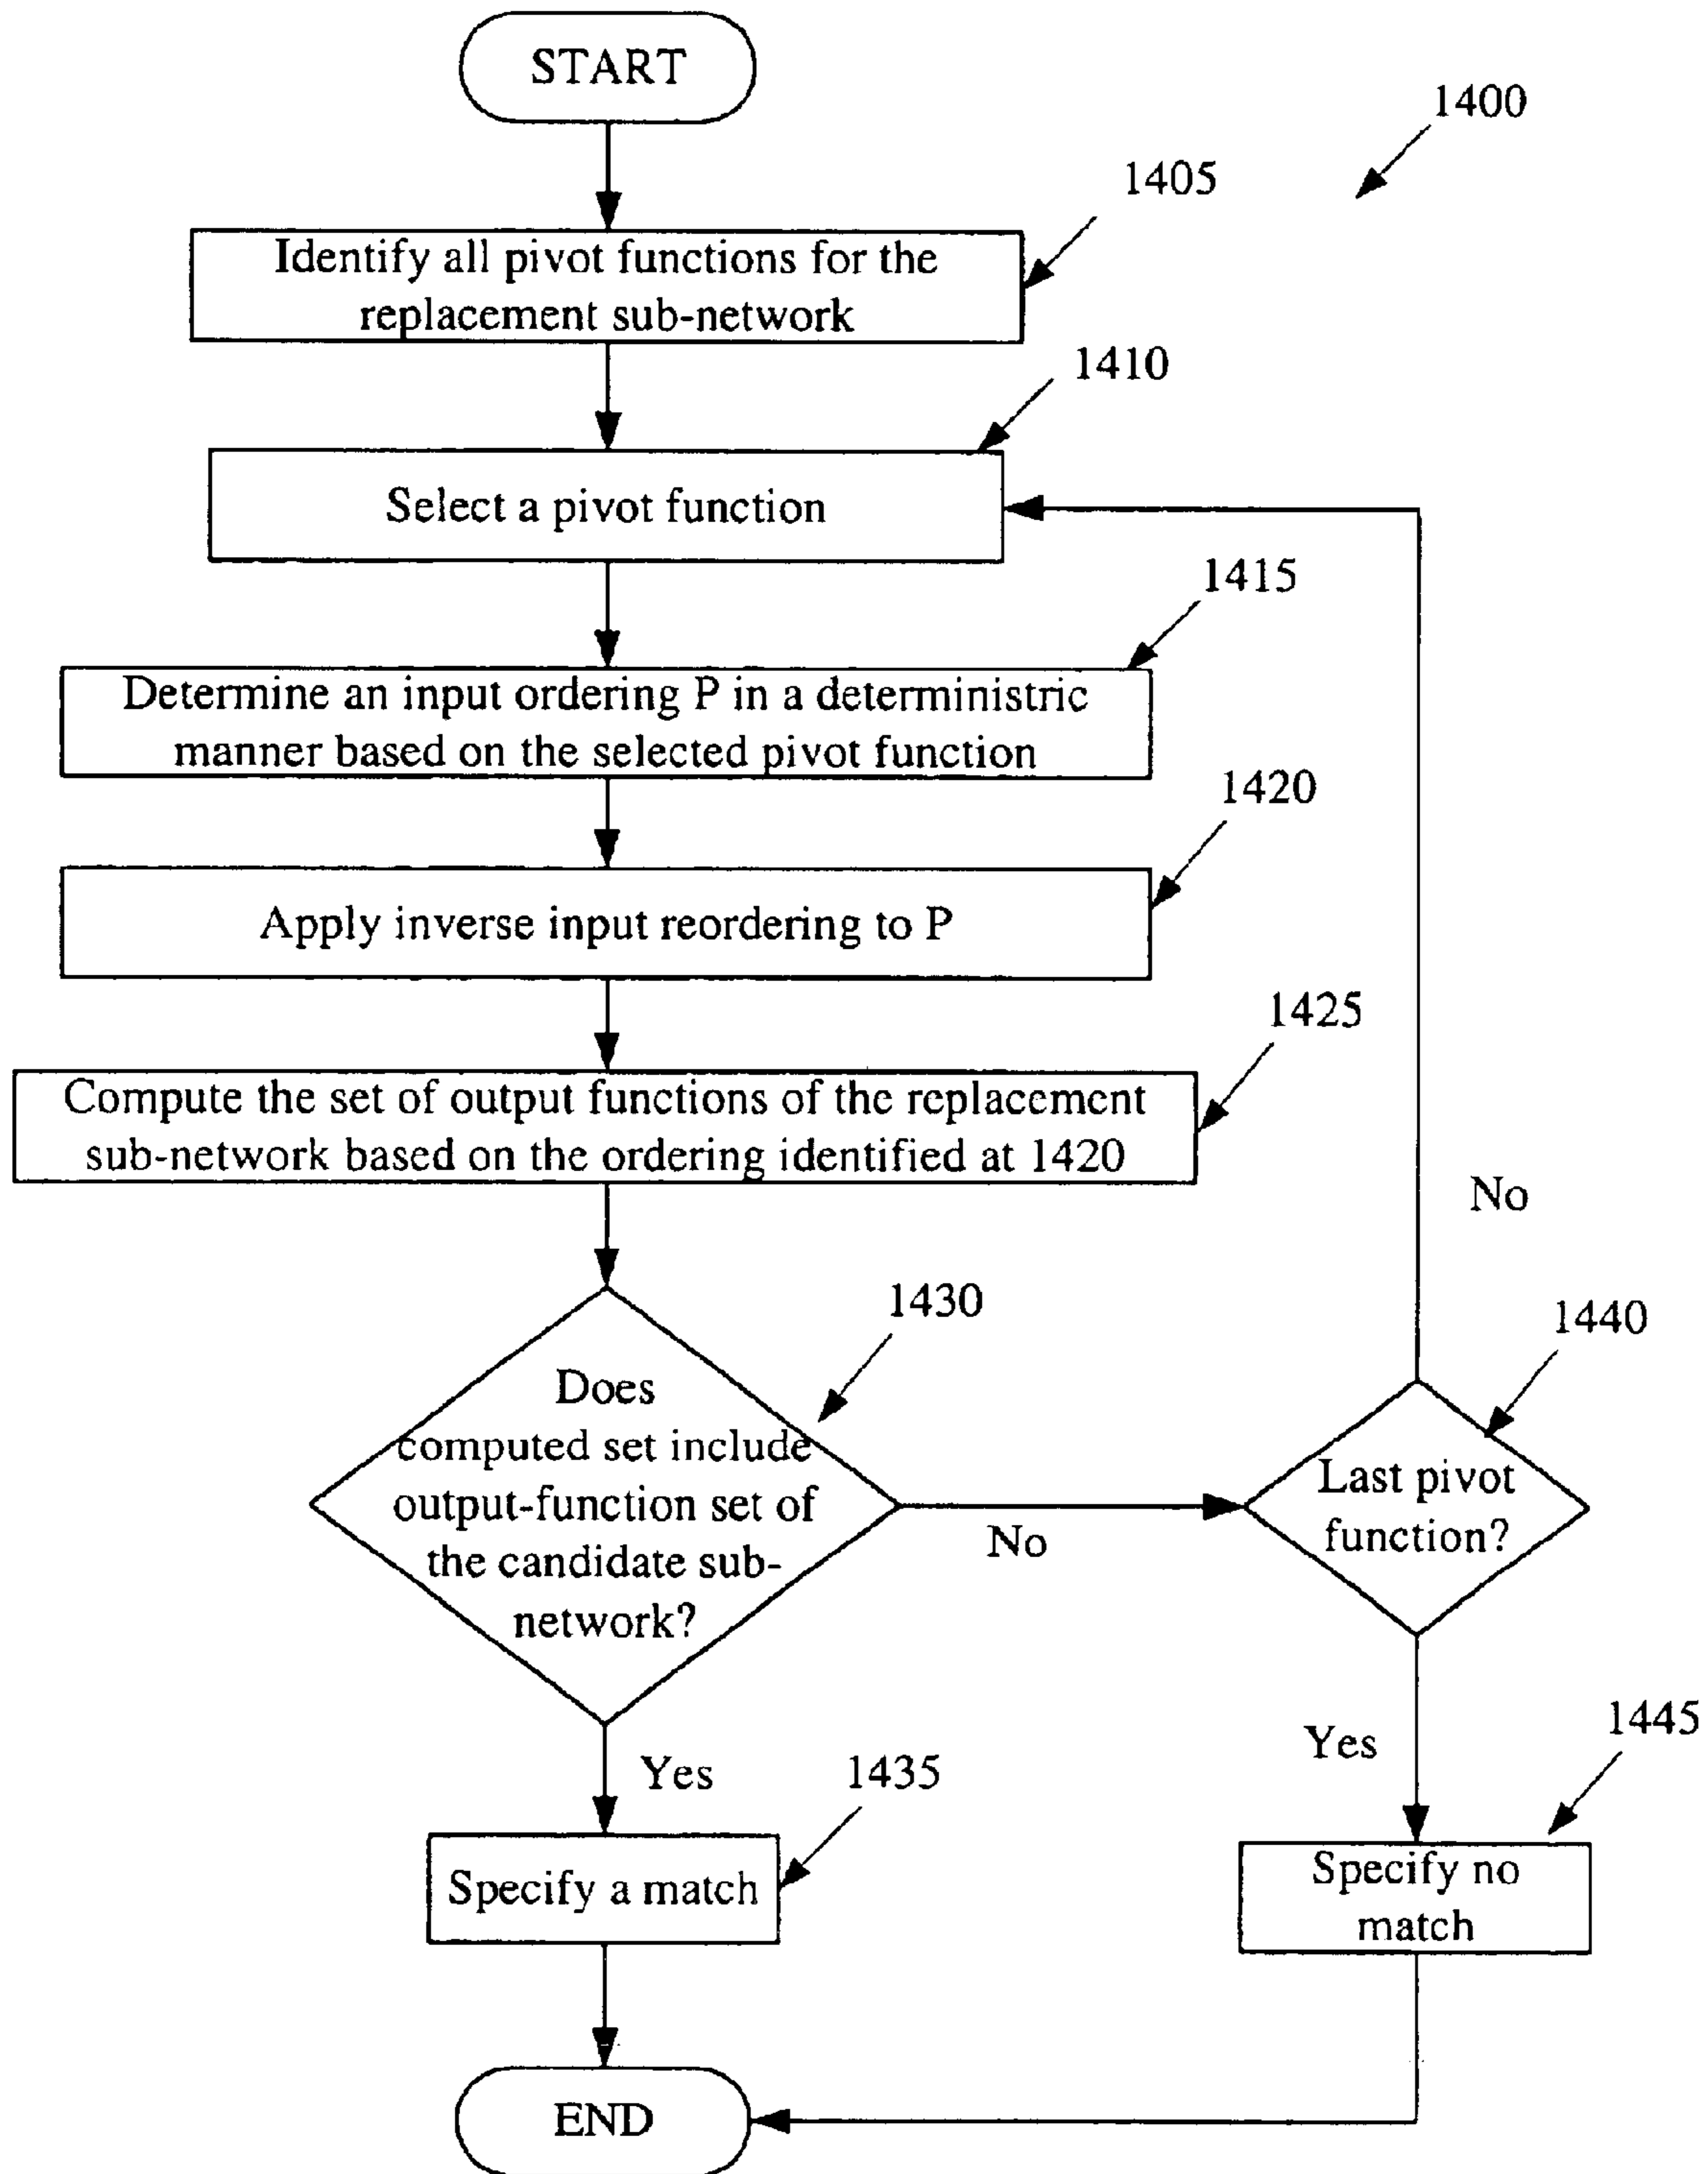 START
1400
1405
Identify all pivot functions for the
replacement sub-network
1410
Select a pivot function
1415
Determine an input ordering P in a deterministric
manner based on the selected pivot function
1420
Apply inverse input reordering to P
1425
Compute the set of output functions of the replacement
sub-network based on the ordering identified at 1420
No
1430
Does
computed set include
output-function set of
the candidate sub-
network?
No
1440
Last pivot
function?
Yes
1435
Specify a match
Yes
1445
Specify no
match
END